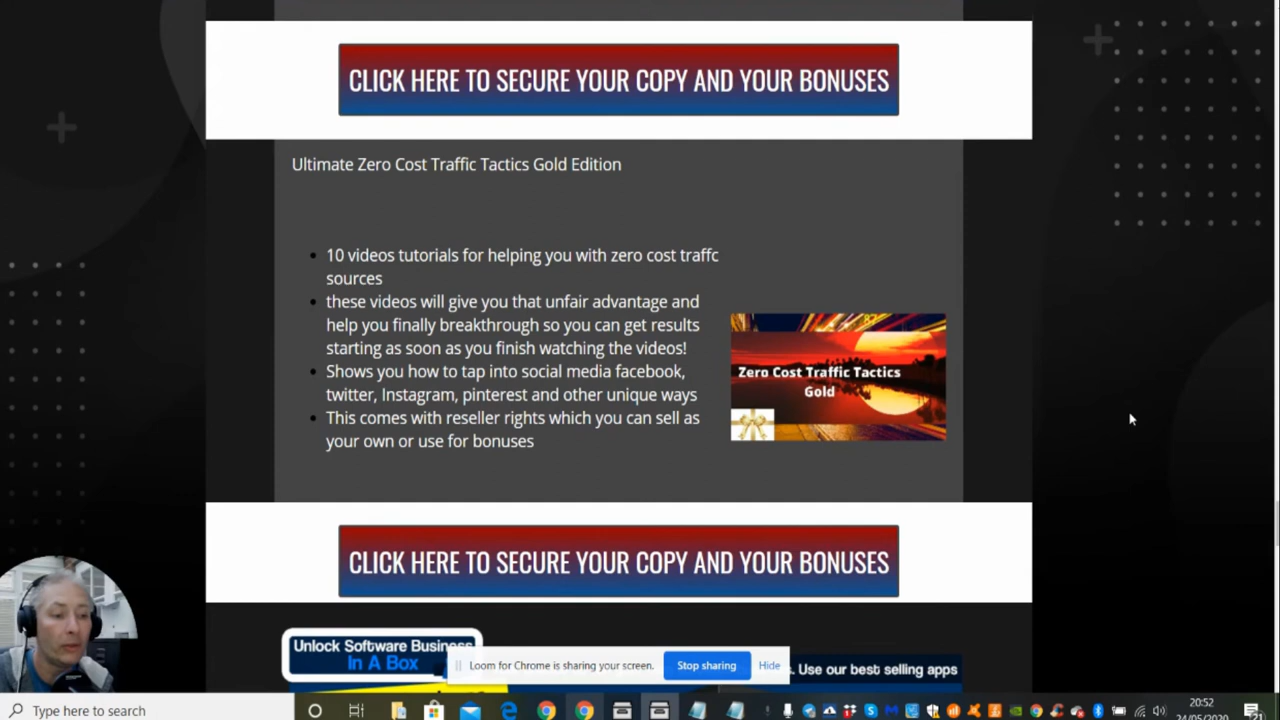 CLICK HERE TO SECURE YOUR COPY AND YOUR BONUSES
Ultimate Zero Cost Traffic Tactics Gold Edition
10 videos tutorials for helping you with zero cost traffc
sources
these videos will give you that unfair advantage and
help you finally breakthrough so you can get results
starting as soon as you finish watching the videos!
Shows you how to tap into social media facebook,
twitter, Instagram, pinterest and other unique ways
This comes with reseller rights which you can sell as
your own or use for bonuses
Zero Cost Traffic Tactics
Gold
CLICK HERE TO SECURE YOUR COPY AND YOUR BONUSES
Unlock Software Business
In A Box
Loom for Chrome is sharing your screen.
Stop sharing
Hide
. Use our best selling apps
Type here to search
20:52
24/05/2020
21